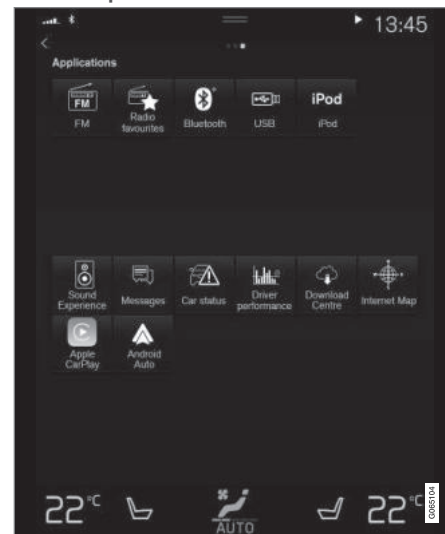 13:45
Applications
FM
FM
Radio
favourites
Bluetooth
USB
iPod
iPod
Sound
Experience
Messages
Car status
Driver
performance
Download
Centre
Internet Map
Apple
CarPlay
Android
Auto
22°C
AUTO
22°C
G065104